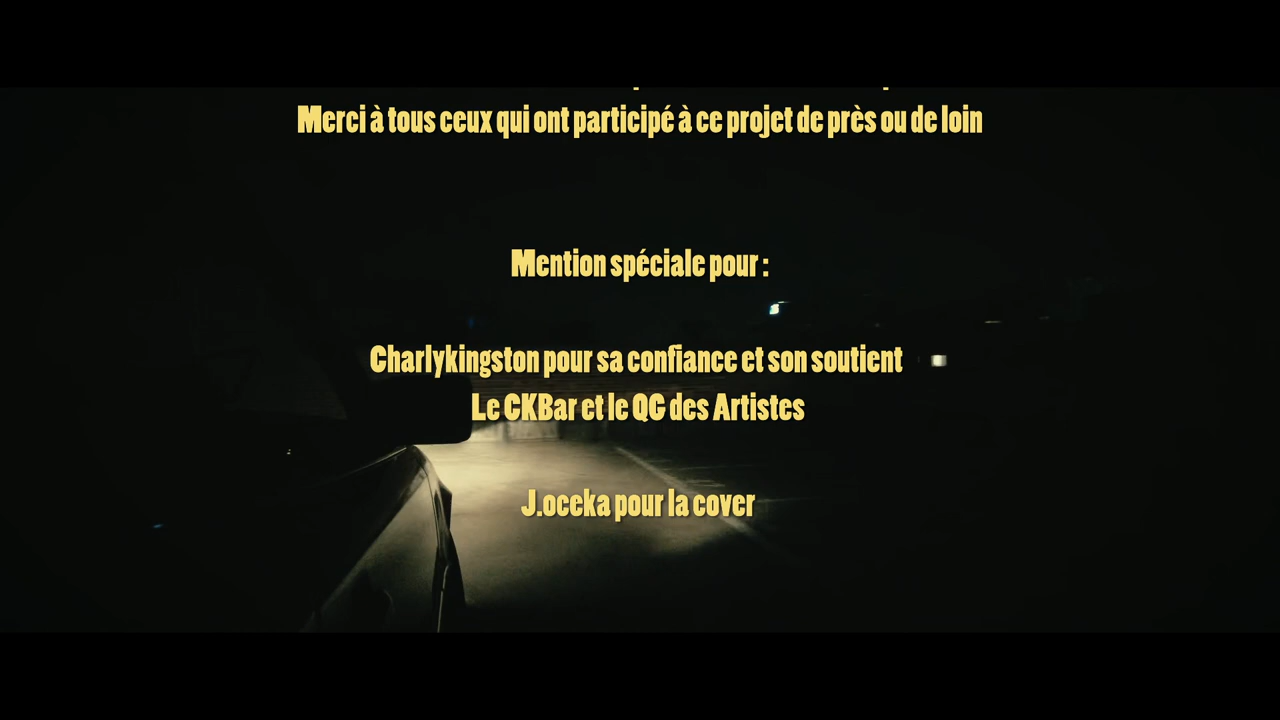 Merci à tous ceux qui ont participé à ce projet de près ou de loin
Mention spéciale pour :
Charlykingston pour sa confiance et son soutient
Le CKBar et le QG des Artistes
J.oceka pour la cover